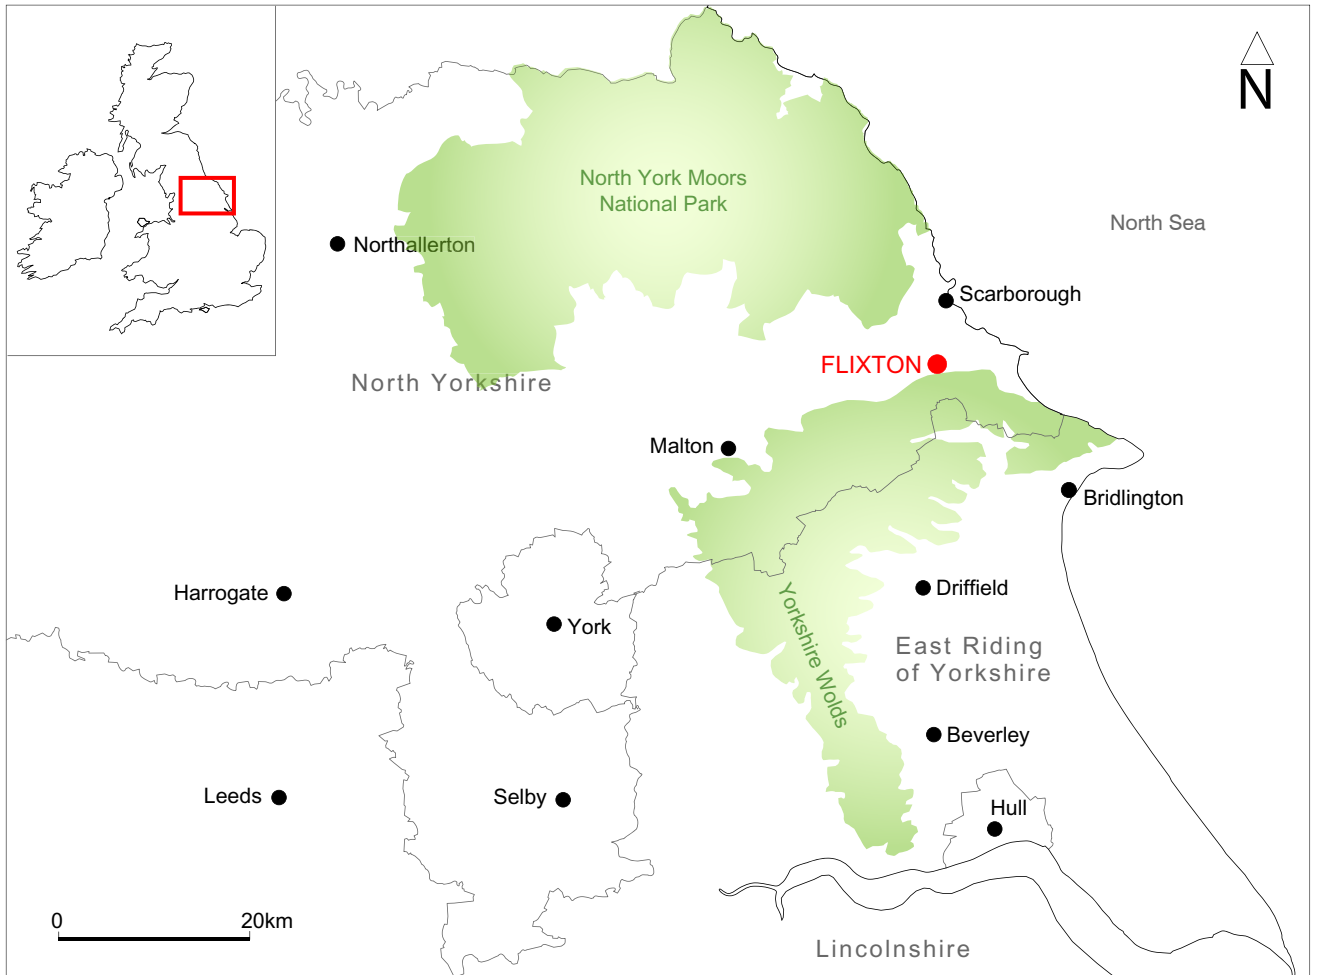 N
North York Moors
National Park
North Sea
Northallerton
Scarborough
FLIXTON
North Yorkshire
Malton
Bridlington
Harrogate
Driffield
York
Yorkshire Wolds
East Riding
of Yorkshire
Beverley
Leeds
Selby
Hull
0 20km
Lincolnshire